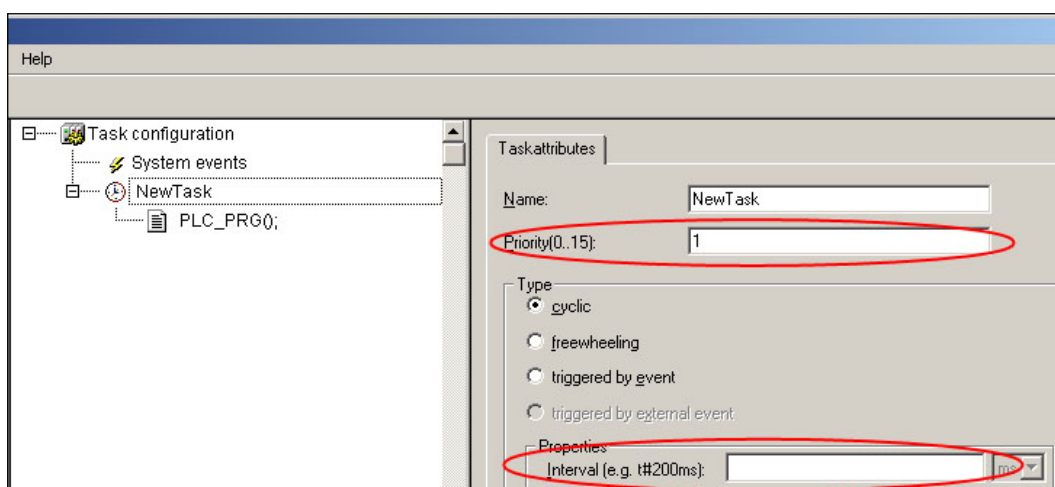 Help
Task configuration
System events
NewTask
PLC_PRG();
Taskattributes
Name: NewTask
Priority(0..15): 1
Type
cyclic
freewheeling
triggered by event
triggered by external event
Properties
Interval (e.g. t#200ms): ms